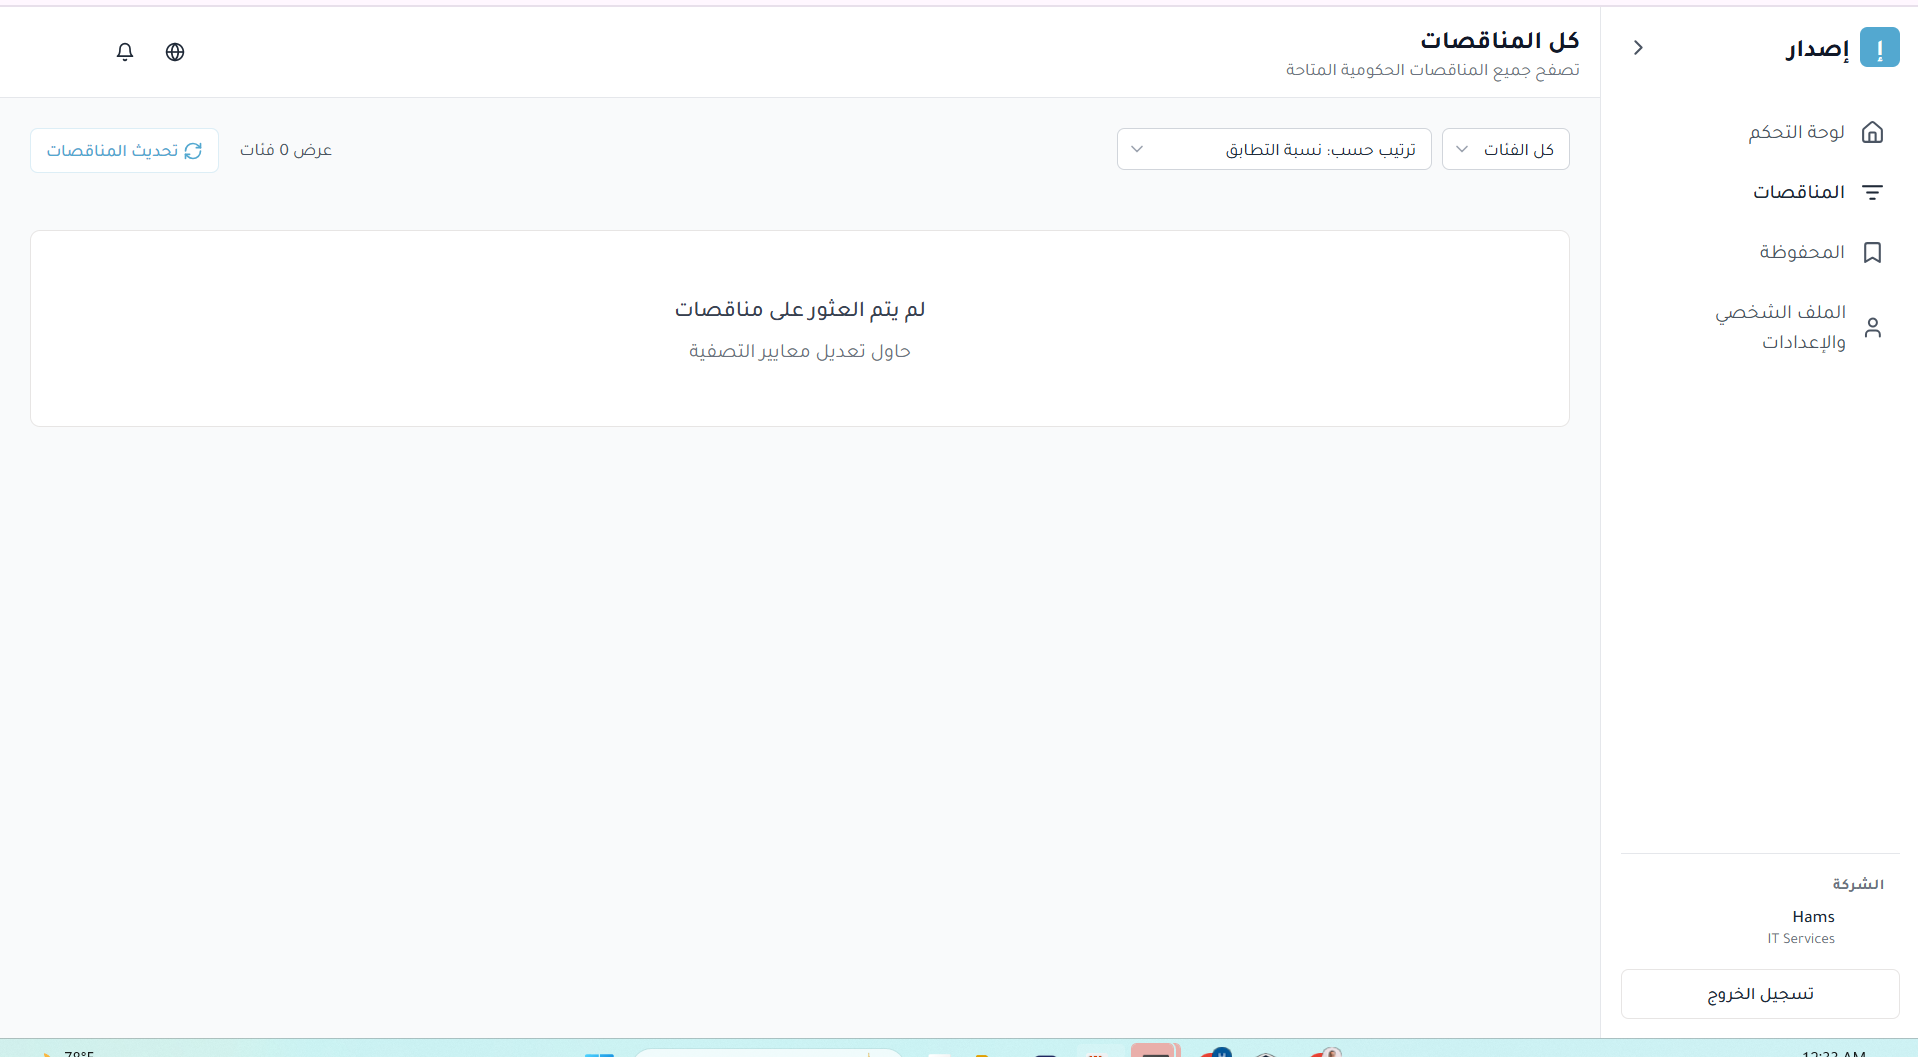 إ
إصدار
لوحة التحكم
المناقصات
المحفوظة
الملف الشخصي
والإعدادات
الشركة
Hams
IT Services
تسجيل الخروج
كل المناقصات
تصفح جميع المناقصات الحكومية المتاحة
كل الفئات
ترتيب حسب: نسبة التطابق
عرض 0 فئات
تحديث المناقصات
لم يتم العثور على مناقصات
حاول تعديل معايير التصفية
78°F
12:33 AM